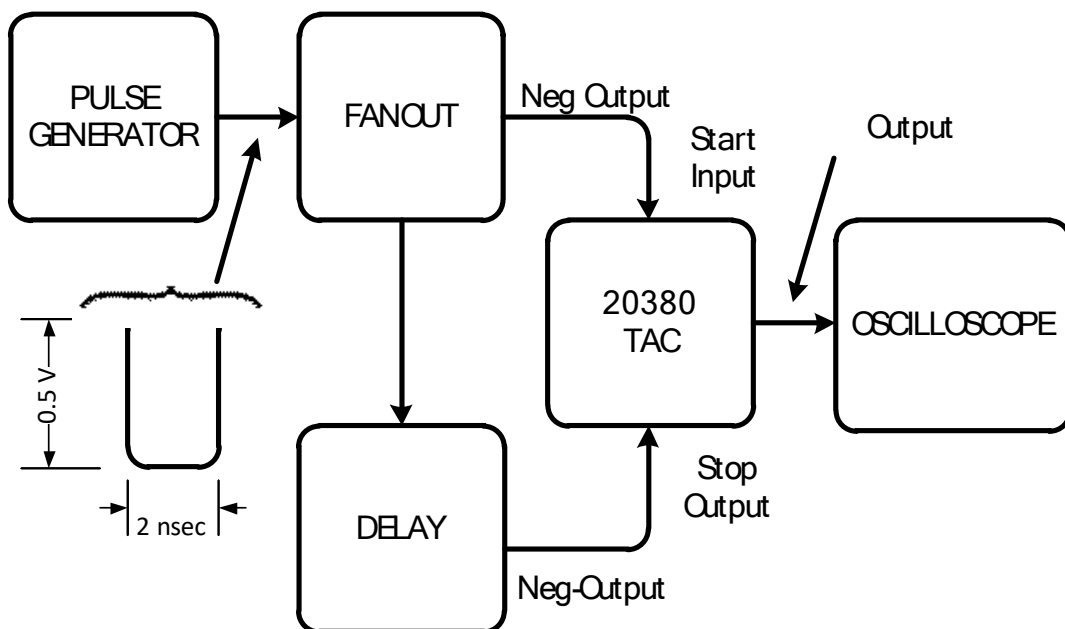 PULSE
GENERATOR
FANOUT
Neg Output
Start
Input
Output
20380
TAC
OSCILLOSCOPE
0.5 V
2 nsec
DELAY
Stop
Output
Neg-Output